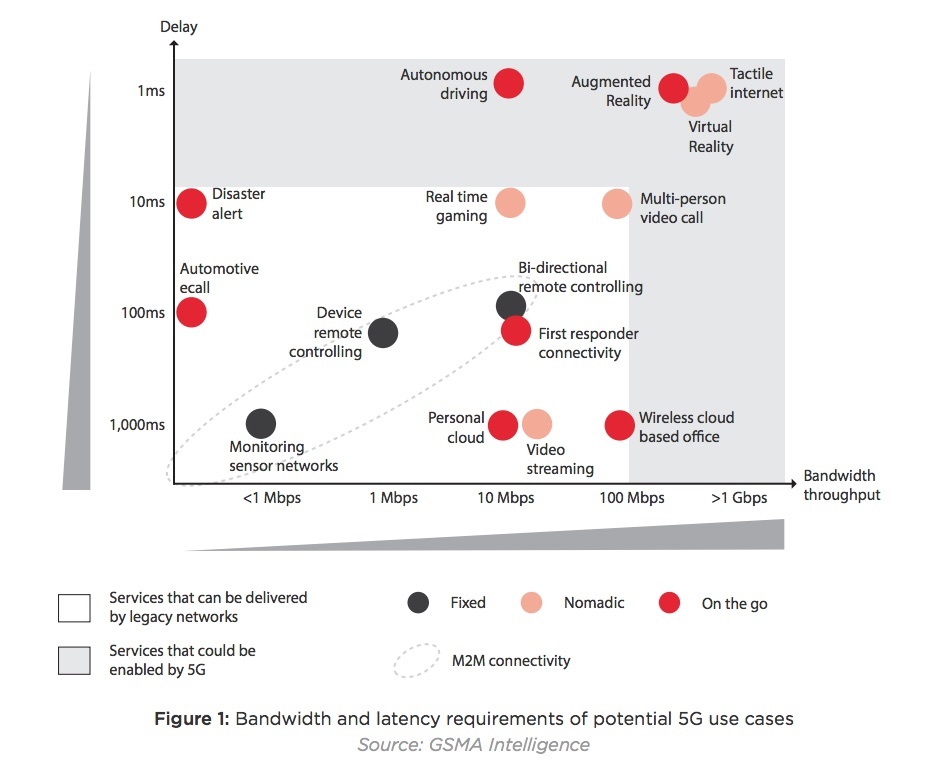 Delay
1ms
Autonomous
driving
Augmented
Reality
Tactile
internet
Virtual
Reality
10ms
Disaster
alert
Real time
gaming
Multi-person
video call
Automotive
ecall
Bi-directional
remote controlling
100ms
Device
remote
controlling
First responder
connectivity
1,000ms
Monitoring
sensor networks
Personal
cloud
Video
streaming
Wireless cloud
based office
Bandwidth
throughput
<1 Mbps
1 Mbps
10 Mbps
100 Mbps
>1 Gbps
Services that can be delivered
by legacy networks
Fixed
Nomadic
On the go
Services that could be
enabled by 5G
M2M connectivity
Figure 1: Bandwidth and latency requirements of potential 5G use cases
Source: GSMA Intelligence